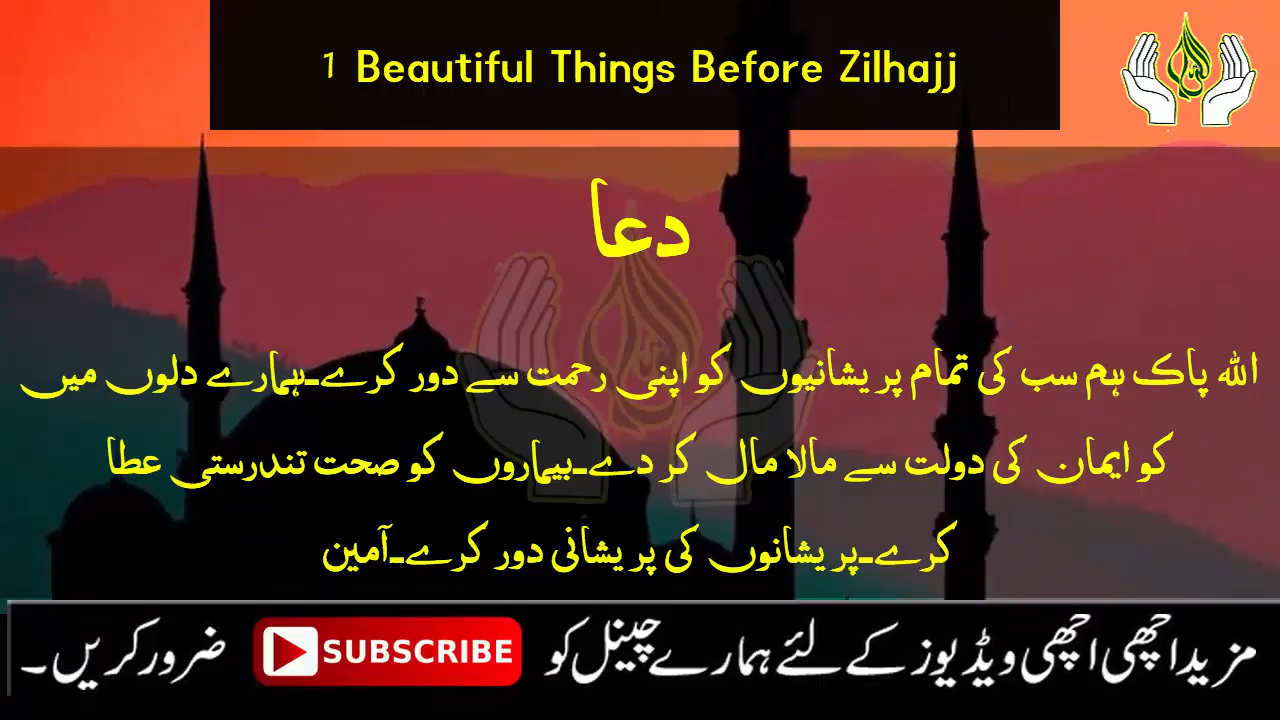 1 Beautiful Things Before Zilhajj
دعا
اللہ پاک ہم سب کی تمام پریشانیوں کو اپنی رحمت سے دور کرے۔ہمارے دلوں میں
کو ایمان کی دولت سے مالا مال کر دے۔بیماروں کو صحت تندرستی عطا
کرے۔پریشانوں کی پریشانی دور کرے۔آمین
مزید اچھی اچھی ویڈیوز کے لئے ہمارے چینل کو SUBSCRIBE ضرور کریں۔